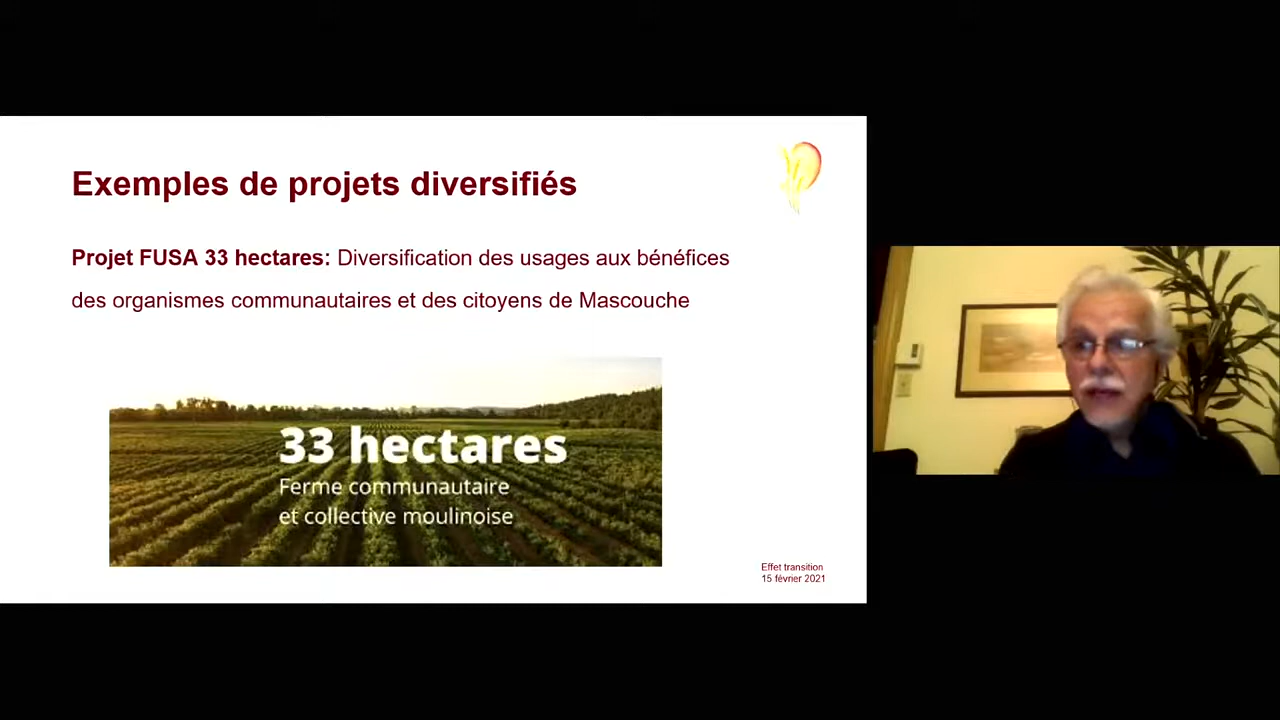 Exemples de projets diversifiés
Projet FUSA 33 hectares: Diversification des usages aux bénéfices
des organismes communautaires et des citoyens de Mascouche
33 hectares
Ferme communautaire
et collective moulinoise
Effet transition
15 février 2021